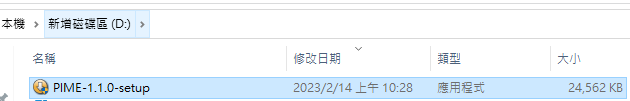 本機 › 新增磁碟區 (D:) ›
名稱 修改日期 類型 大小
PIME-1.1.0-setup 2023/2/14 上午 10:28 應用程式 24,562 KB